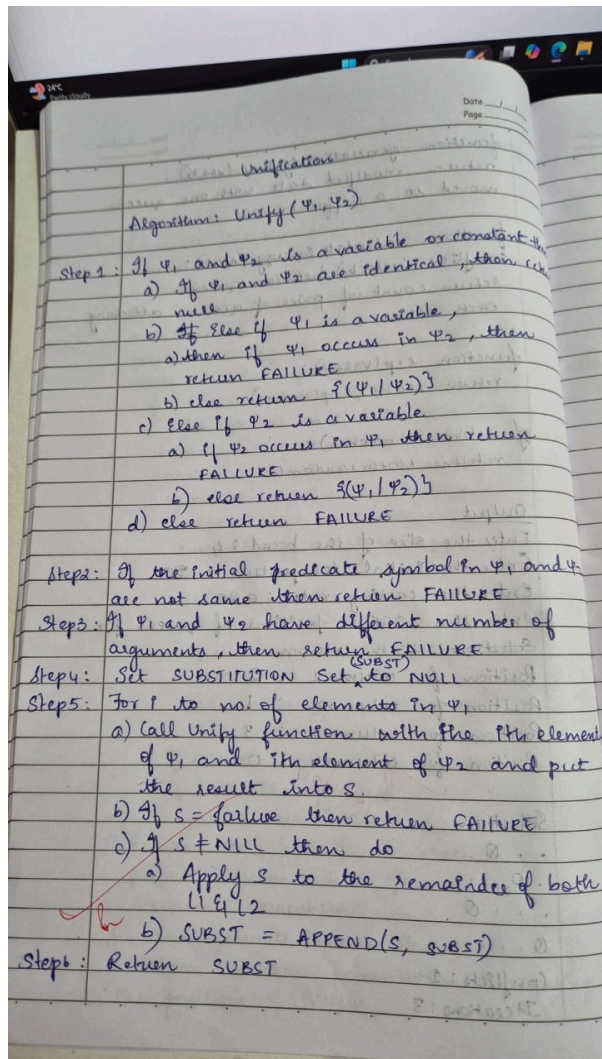 24°C
Partly cloudy
Date
Page
Unification
Algorithm: Unify (Ψ1, Ψ2)
Step 1: If Ψ1 and Ψ2 is a variable or constant
a) If Ψ1 and Ψ2 are identical, then
null
b) Else if Ψ1 is a variable,
a) then if Ψ1 occurs in Ψ2, then
return FAILURE
b) else return {(Ψ1/Ψ2)}
c) Else if Ψ2 is a variable
a) if Ψ2 occurs in Ψ1 then return
FAILURE
b) else return {(Ψ1/Ψ2)}
d) else return FAILURE
Step2: If the initial predicate symbol in Ψ1 and Ψ
are not same then return FAILURE
Step3: If Ψ1 and Ψ2 have different number of
arguments, then return FAILURE
Step4: Set SUBSTITUTION Set (SUBST) to NULL
Step5: For i to no. of elements in Ψ1
a) Call Unify function with the ith element
of Ψ1 and ith element of Ψ2 and put
the result into S.
b) If S = failure then return FAILURE
c) If S ≠ NILL then do
a) Apply S to the remainder of both
L1 & L2
b) SUBST = APPEND(S, SUBST)
Step6: Return SUBST